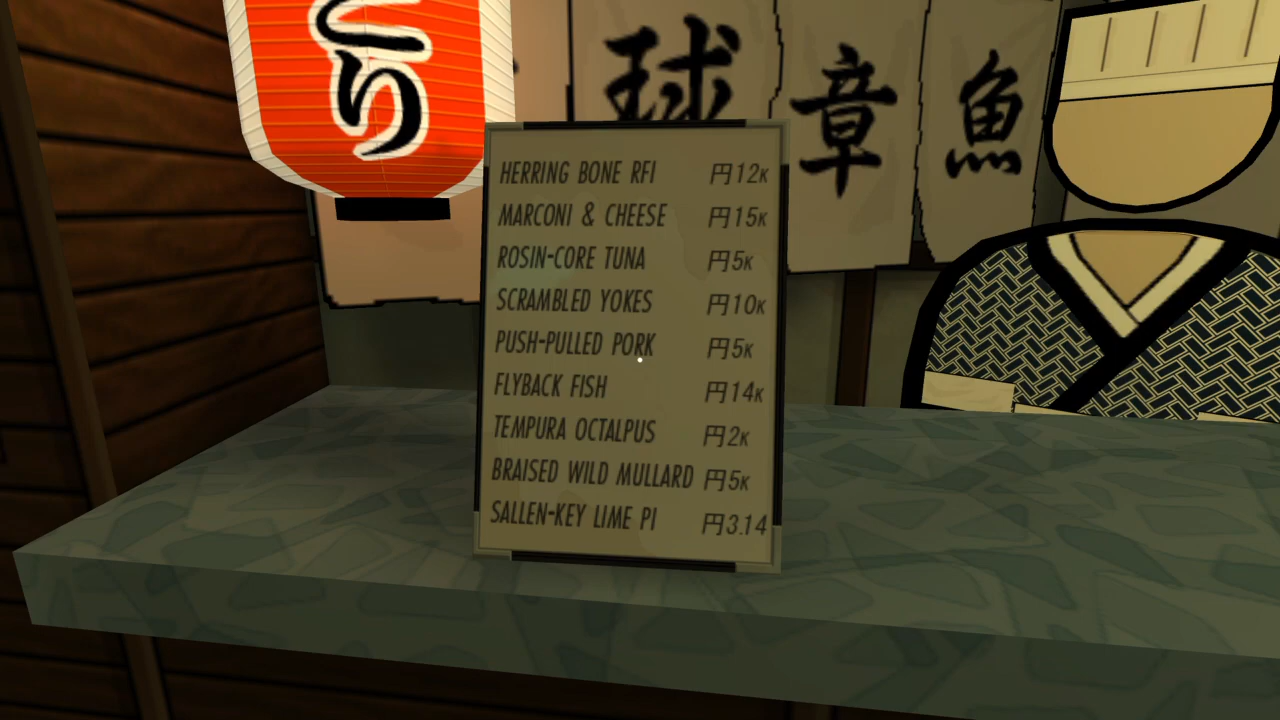 くり
球
章
魚
HERRING BONE RFI 円12K
MARCONI & CHEESE 円15K
ROSIN-CORE TUNA 円5K
SCRAMBLED YOKES 円10K
PUSH-PULLED PORK 円5K
FLYBACK FISH 円14K
TEMPURA OCTALPUS 円2K
BRAISED WILD MULLARD 円5K
SALLEN-KEY LIME PI 円3.14